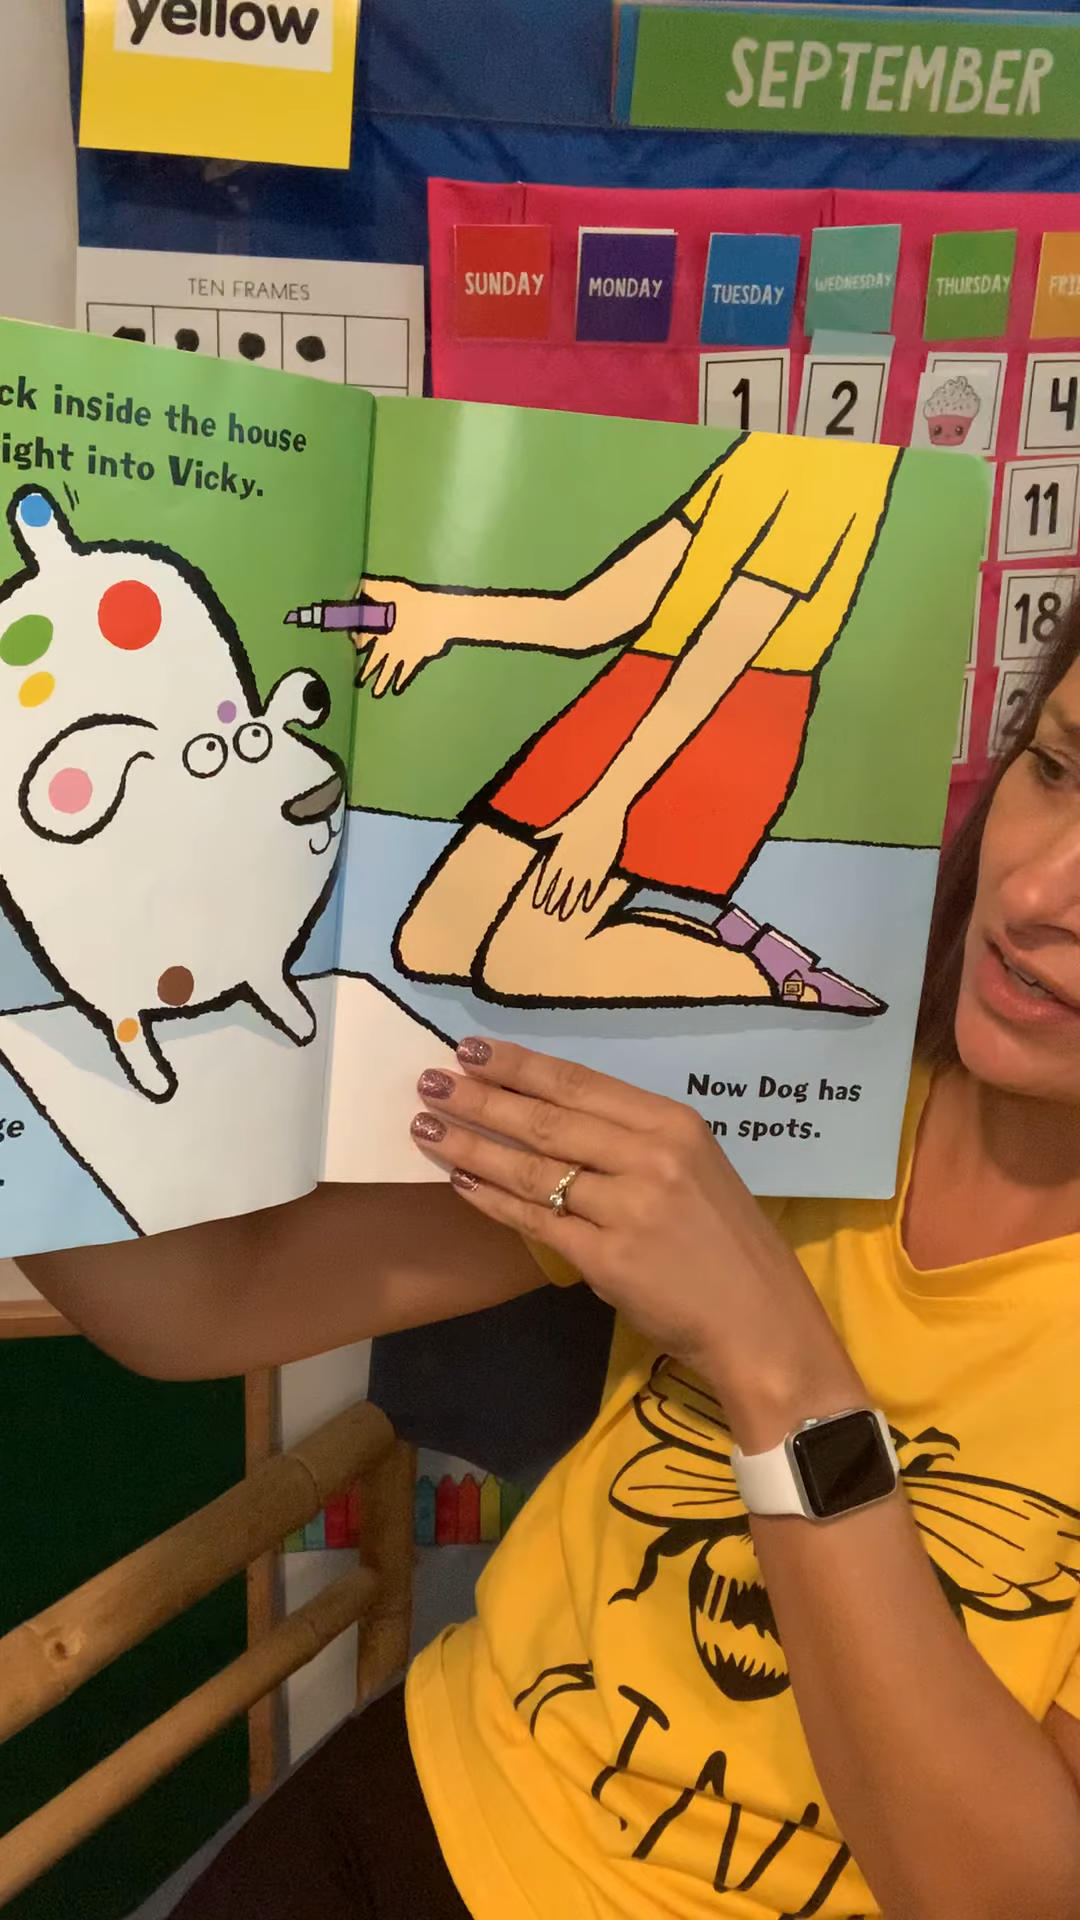 yellow
SEPTEMBER
SUNDAY MONDAY TUESDAY WEDNESDAY THURSDAY
1 2 4
11
18
TEN FRAMES
ck inside the house
ight into Vicky.
ge
Now Dog has
n spots.